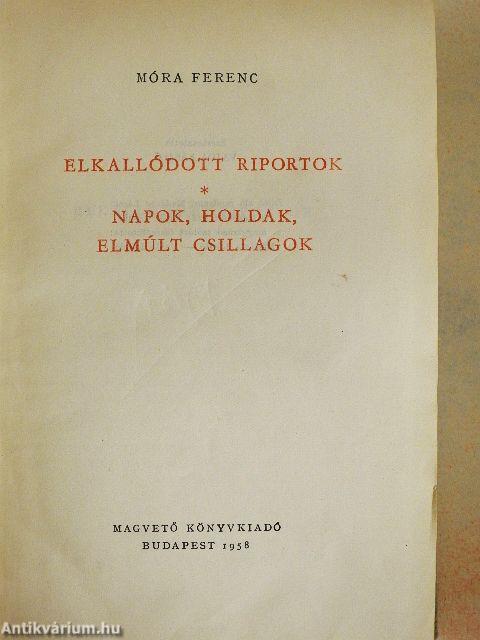 MÓRA FERENC
ELKALLÓDOTT RIPORTOK
*
NAPOK, HOLDAK,
ELMÚLT CSILLAGOK
MAGVETŐ KÖNYVKIADÓ
BUDAPEST 1958
Antikvárium.hu